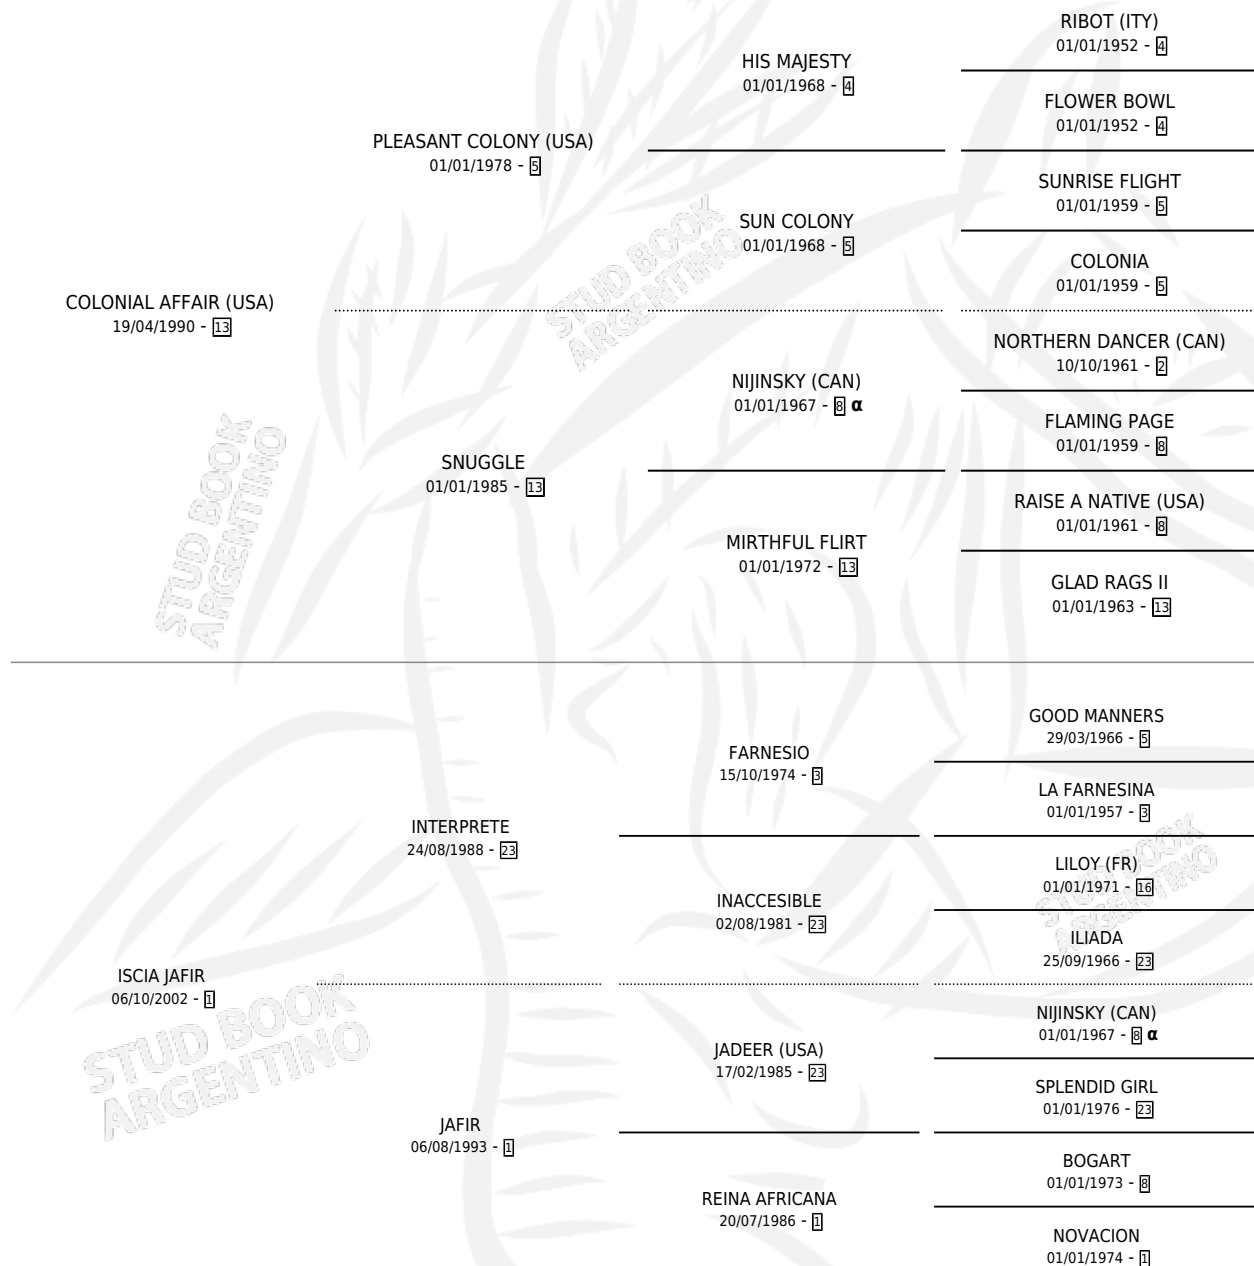 RIBOT (ITY)
01/01/1952 - 4
HIS MAJESTY
01/01/1968 - 4
FLOWER BOWL
01/01/1952 - 4
PLEASANT COLONY (USA)
01/01/1978 - 5
SUNRISE FLIGHT
01/01/1959 - 5
SUN COLONY
01/01/1968 - 5
COLONIA
01/01/1959 - 5
COLONIAL AFFAIR (USA)
19/04/1990 - 13
NORTHERN DANCER (CAN)
10/10/1961 - 2
NIJINSKY (CAN)
01/01/1967 - 8 α
FLAMING PAGE
01/01/1959 - 8
SNUGGLE
01/01/1985 - 13
RAISE A NATIVE (USA)
01/01/1961 - 8
MIRTHFUL FLIRT
01/01/1972 - 13
GLAD RAGS II
01/01/1963 - 13
GOOD MANNERS
29/03/1966 - 5
FARNESIO
15/10/1974 - 3
LA FARNESINA
01/01/1957 - 3
INTERPRETE
24/08/1988 - 23
LILOY (FR)
01/01/1971 - 16
INACCESIBLE
02/08/1981 - 23
ILIADA
25/09/1966 - 23
ISCIA JAFIR
06/10/2002 - 1
NIJINSKY (CAN)
01/01/1967 - 8 α
JADEER (USA)
17/02/1985 - 23
SPLENDID GIRL
01/01/1976 - 23
JAFIR
06/08/1993 - 1
BOGART
01/01/1973 - 8
REINA AFRICANA
20/07/1986 - 1
NOVACION
01/01/1974 - 1
STUD BOOK
ARGENTINO
STUD BOOK
ARGENTINO
STUD BOOK
ARGENTINO
STUD BOOK
ARGENTINO